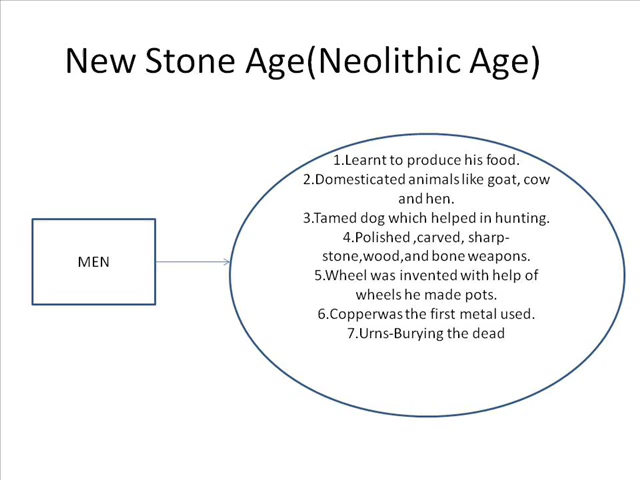 New Stone Age(Neolithic Age)
MEN
1.Learnt to produce his food.
2.Domesticated animals like goat, cow
and hen.
3.Tamed dog which helped in hunting.
4.Polished ,carved, sharp-
stone,wood,and bone weapons.
5.Wheel was invented with help of
wheels he made pots.
6.Copperwas the first metal used.
7.Urns-Burying the dead